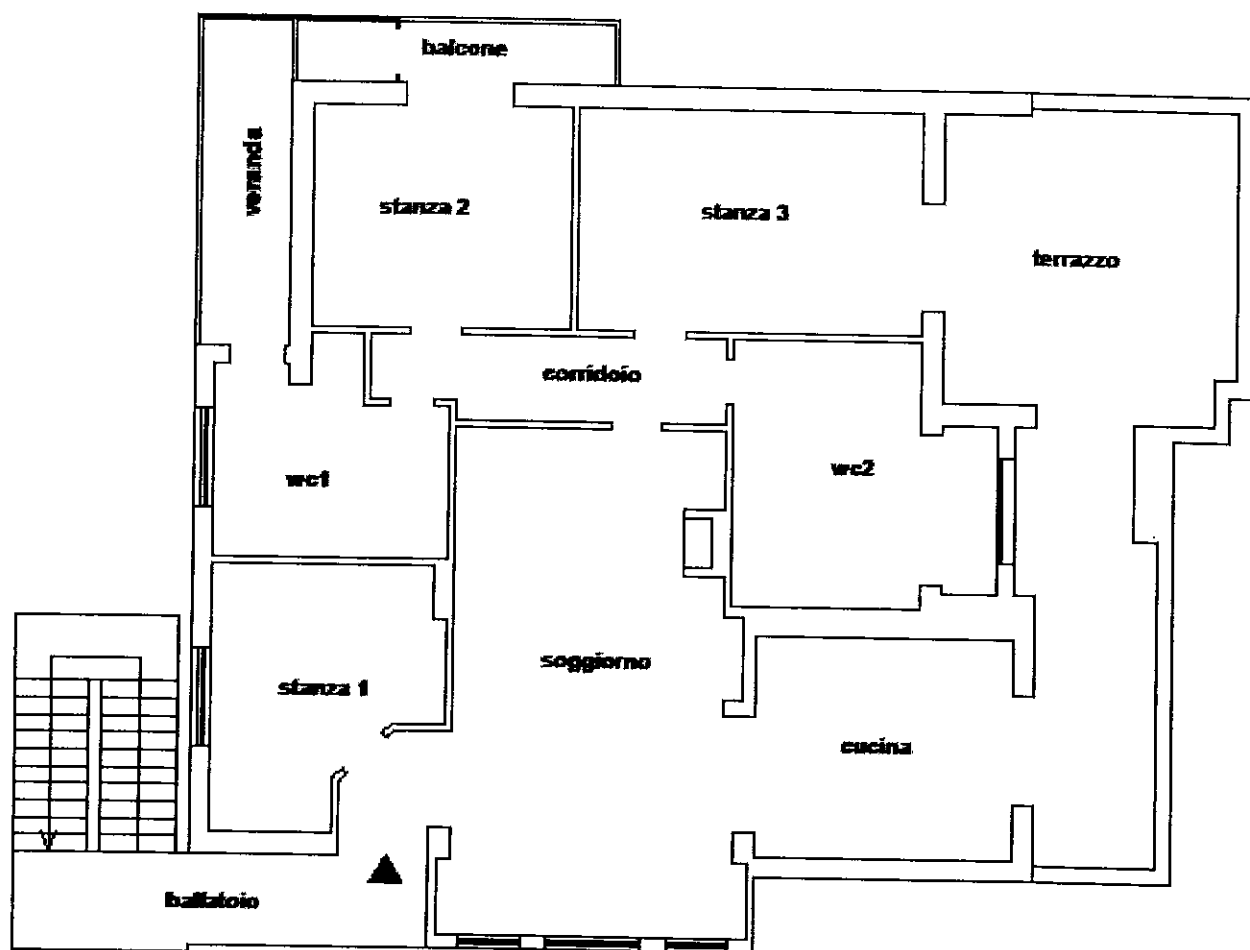 balcone
veranda
stanza 2
stanza 3
terrazzo
corridoio
wc1
wc2
soggiorno
stanza 1
cucina
ballatoio